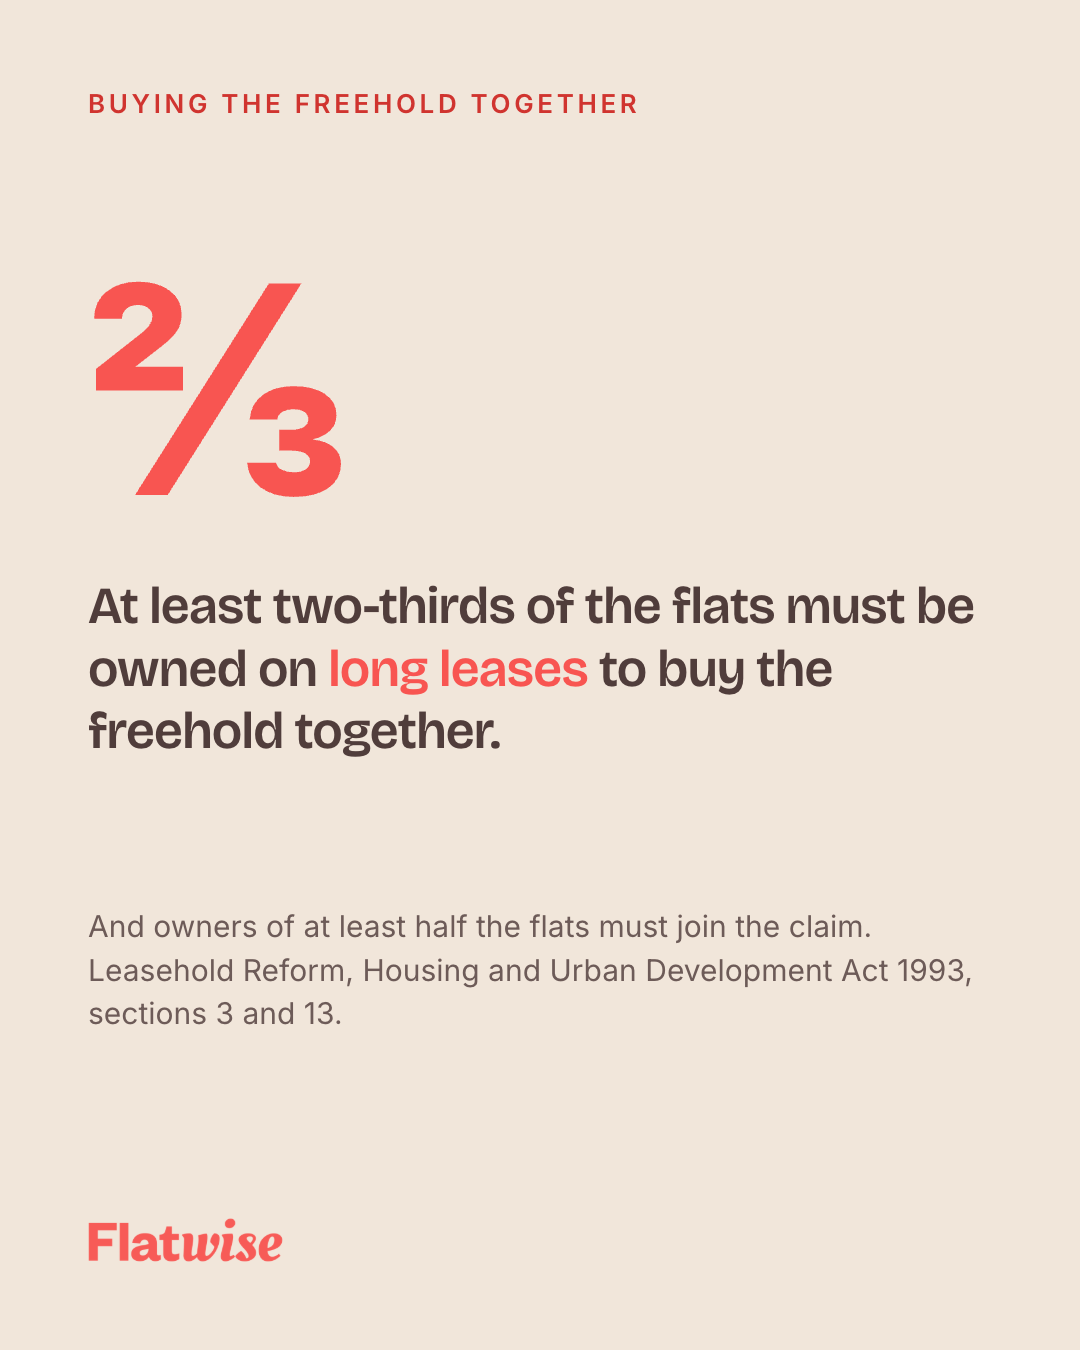 BUYING THE FREEHOLD TOGETHER
⅔
At least two-thirds of the flats must be
owned on long leases to buy the
freehold together.
And owners of at least half the flats must join the claim.
Leasehold Reform, Housing and Urban Development Act 1993,
sections 3 and 13.
Flatwise